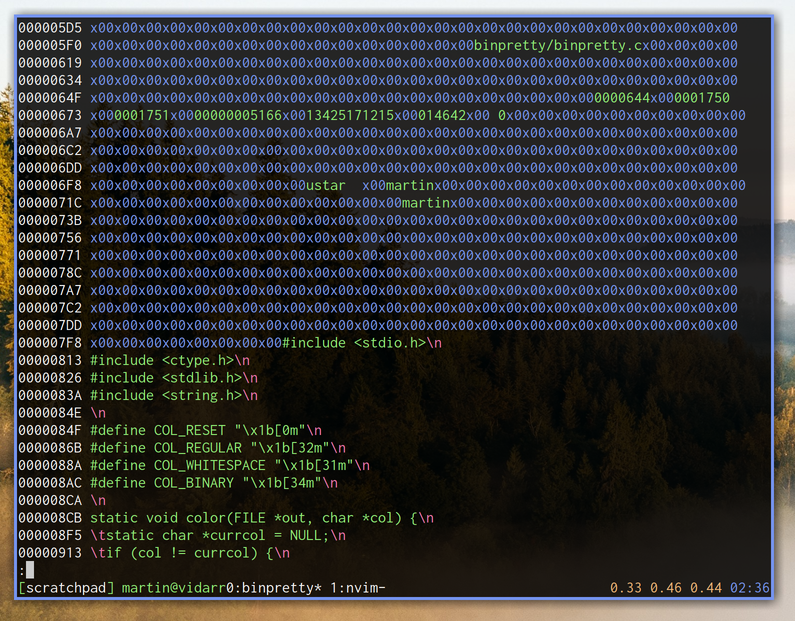 000005D5 x00x00x00x00x00x00x00x00x00x00x00x00x00x00x00x00x00x00x00x00x00x00x00x00x00x00x00
000005F0 x00x00x00x00x00x00x00x00x00x00x00x00x00x00x00x00binpretty/binpretty.cx00x00x00x00
00000619 x00x00x00x00x00x00x00x00x00x00x00x00x00x00x00x00x00x00x00x00x00x00x00x00x00x00x00
00000634 x00x00x00x00x00x00x00x00x00x00x00x00x00x00x00x00x00x00x00x00x00x00x00x00x00x00x00
0000064F x00x00x00x00x00x00x00x00x00x00x00x00x00x00x00x00x00x00x00x00x000000644x000001750
00000673 x000001751x0000000005166x0013425171215x00014642x00 0x00x00x00x00x00x00x00x00x00x00
000006A7 x00x00x00x00x00x00x00x00x00x00x00x00x00x00x00x00x00x00x00x00x00x00x00x00x00x00x00
000006C2 x00x00x00x00x00x00x00x00x00x00x00x00x00x00x00x00x00x00x00x00x00x00x00x00x00x00x00
000006DD x00x00x00x00x00x00x00x00x00x00x00x00x00x00x00x00x00x00x00x00x00x00x00x00x00x00x00
000006F8 x00x00x00x00x00x00x00x00x00ustar  x00martinx00x00x00x00x00x00x00x00x00x00x00x00x00
0000071C x00x00x00x00x00x00x00x00x00x00x00x00x00martinx00x00x00x00x00x00x00x00x00x00x00x00
0000073B x00x00x00x00x00x00x00x00x00x00x00x00x00x00x00x00x00x00x00x00x00x00x00x00x00x00x00
00000756 x00x00x00x00x00x00x00x00x00x00x00x00x00x00x00x00x00x00x00x00x00x00x00x00x00x00x00
00000771 x00x00x00x00x00x00x00x00x00x00x00x00x00x00x00x00x00x00x00x00x00x00x00x00x00x00x00
0000078C x00x00x00x00x00x00x00x00x00x00x00x00x00x00x00x00x00x00x00x00x00x00x00x00x00x00x00
000007A7 x00x00x00x00x00x00x00x00x00x00x00x00x00x00x00x00x00x00x00x00x00x00x00x00x00x00x00
000007C2 x00x00x00x00x00x00x00x00x00x00x00x00x00x00x00x00x00x00x00x00x00x00x00x00x00x00x00
000007DD x00x00x00x00x00x00x00x00x00x00x00x00x00x00x00x00x00x00x00x00x00x00x00x00x00x00x00
000007F8 x00x00x00x00x00x00x00x00#include <stdio.h>\n
00000813 #include <ctype.h>\n
00000826 #include <stdlib.h>\n
0000083A #include <string.h>\n
0000084E \n
0000084F #define COL_RESET "\x1b[0m"\n
0000086B #define COL_REGULAR "\x1b[32m"\n
0000088A #define COL_WHITESPACE "\x1b[31m"\n
000008AC #define COL_BINARY "\x1b[34m"\n
000008CA \n
000008CB static void color(FILE *out, char *col) {\n
000008F5 \tstatic char *currcol = NULL;\n
00000913 \tif (col != currcol) {\n
:
[scratchpad] martin@vidarr0:binpretty* 1:nvim- 0.33 0.46 0.44 02:36